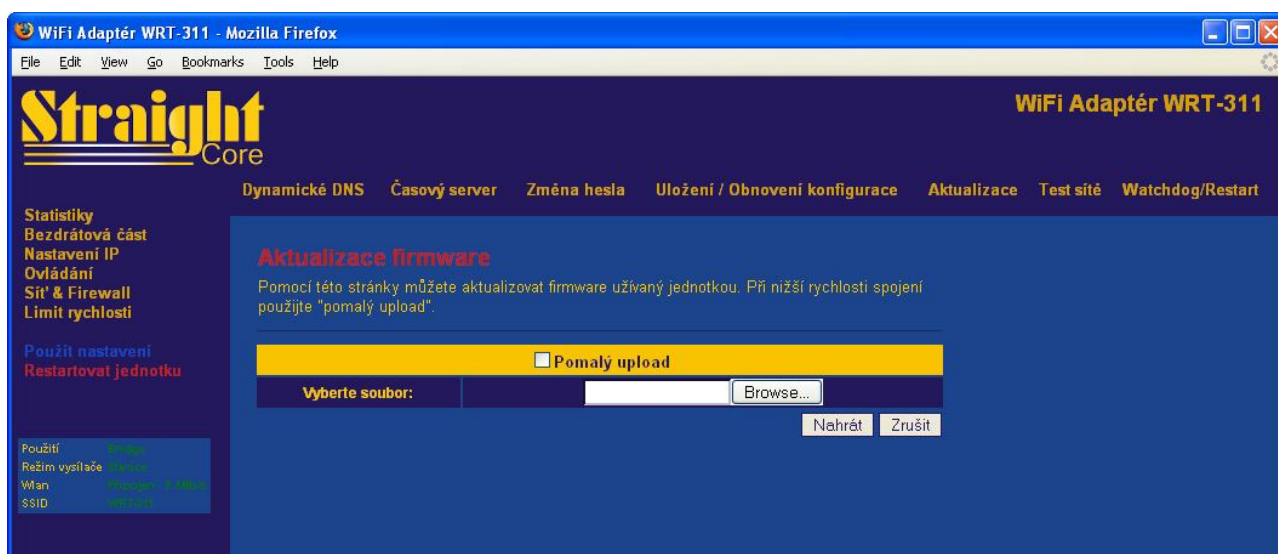 WiFi Adaptér WRT-311 - Mozilla Firefox
File Edit View Go Bookmarks Tools Help
Straight
Core
WiFi Adaptér WRT-311
Dynamické DNS Časový server Změna hesla Uložení / Obnovení konfigurace Aktualizace Test sítě Watchdog/Restart
Statistiky
Bezdrátová část
Nastavení IP
Ovládání
Síť & Firewall
Limit rychlosti
Použít nastavení
Restartovat jednotku
Aktualizace firmware
Pomocí této stránky můžete aktualizovat firmware užívaný jednotkou. Při nižší rychlosti spojení
použijte "pomalý upload".
Pomalý upload
Vyberte soubor: Browse...
Nahrát Zrušit
Použití Bridge
Režim vysílače Stanice
Wlan
SSID WRT-311